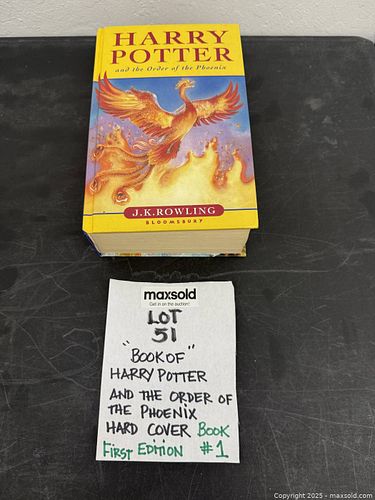 HARRY
POTTER
and the Order of the Phoenix
J.K.ROWLING
BLOOMSBURY
maxsold
Get in on the auction!
LOT
51
"BOOK OF"
HARRY POTTER
AND THE ORDER OF
THE PHOENIX
HARD COVER BOOK
FIRST EDITION #1
Copyright 2025 - maxsold.com